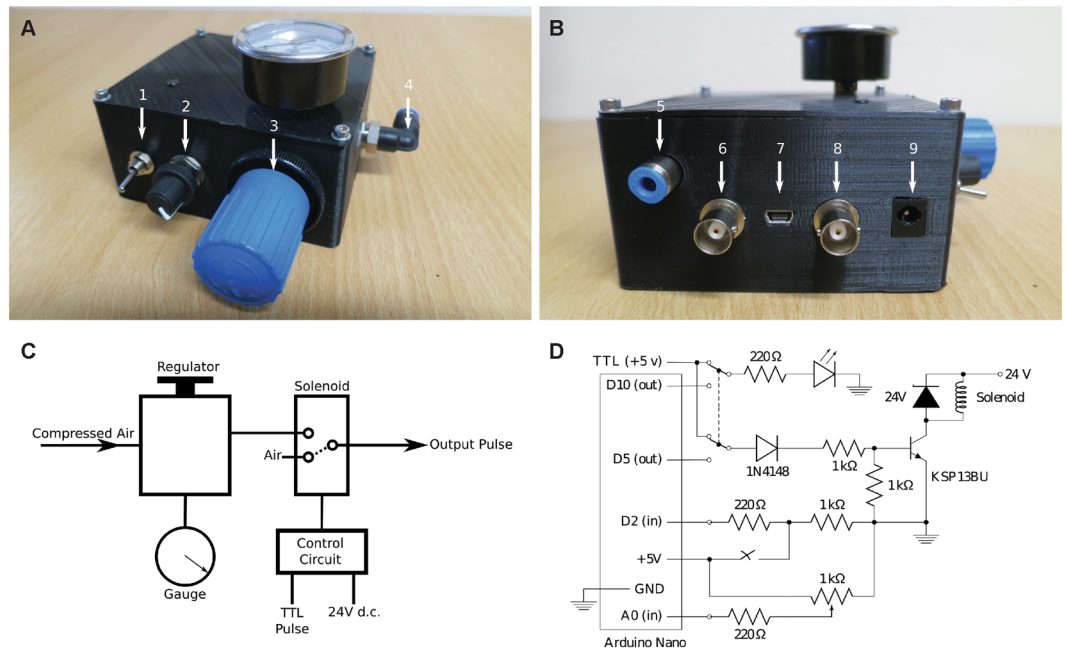 A
1
2
3
4
B
5
6
7
8
9
C
Regulator
Compressed Air
Gauge
Solenoid
Air
Output Pulse
Control
Circuit
TTL
Pulse
24V d.c.
D
TTL (+5 v)
D10 (out)
D5 (out)
D2 (in)
+5V
GND
A0 (in)
Arduino Nano
220Ω
1N4148
1kΩ
1kΩ
220Ω
1kΩ
1kΩ
220Ω
24V
24 V
Solenoid
KSP13BU